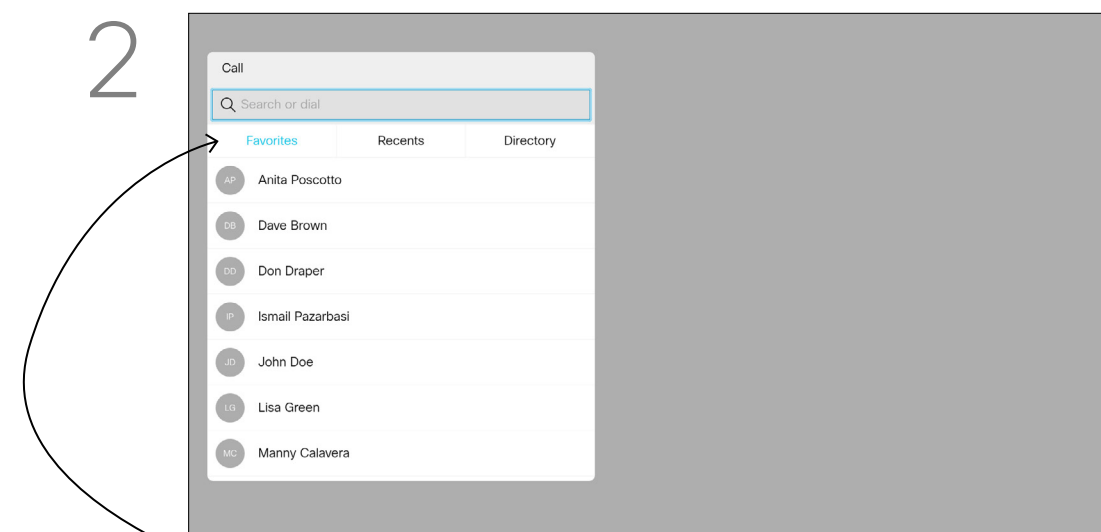 2
Call
Search or dial
Favorites Recents Directory
AP Anita Poscotto
DB Dave Brown
DD Don Draper
IP Ismail Pazarbasi
JD John Doe
LG Lisa Green
MC Manny Calavera